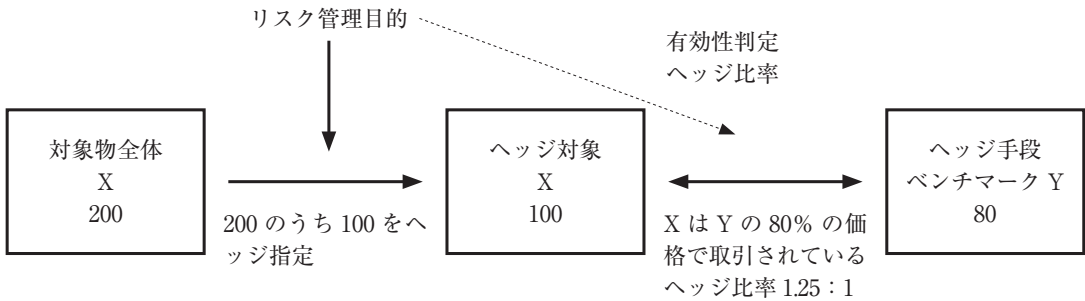 リスク管理目的
有効性判定
ヘッジ比率
対象物全体
X
200
200 のうち 100 をヘ
ッジ指定
ヘッジ対象
X
100
X は Y の 80% の価
格で取引されている
ヘッジ比率 1.25:1
ヘッジ手段
ベンチマーク Y
80